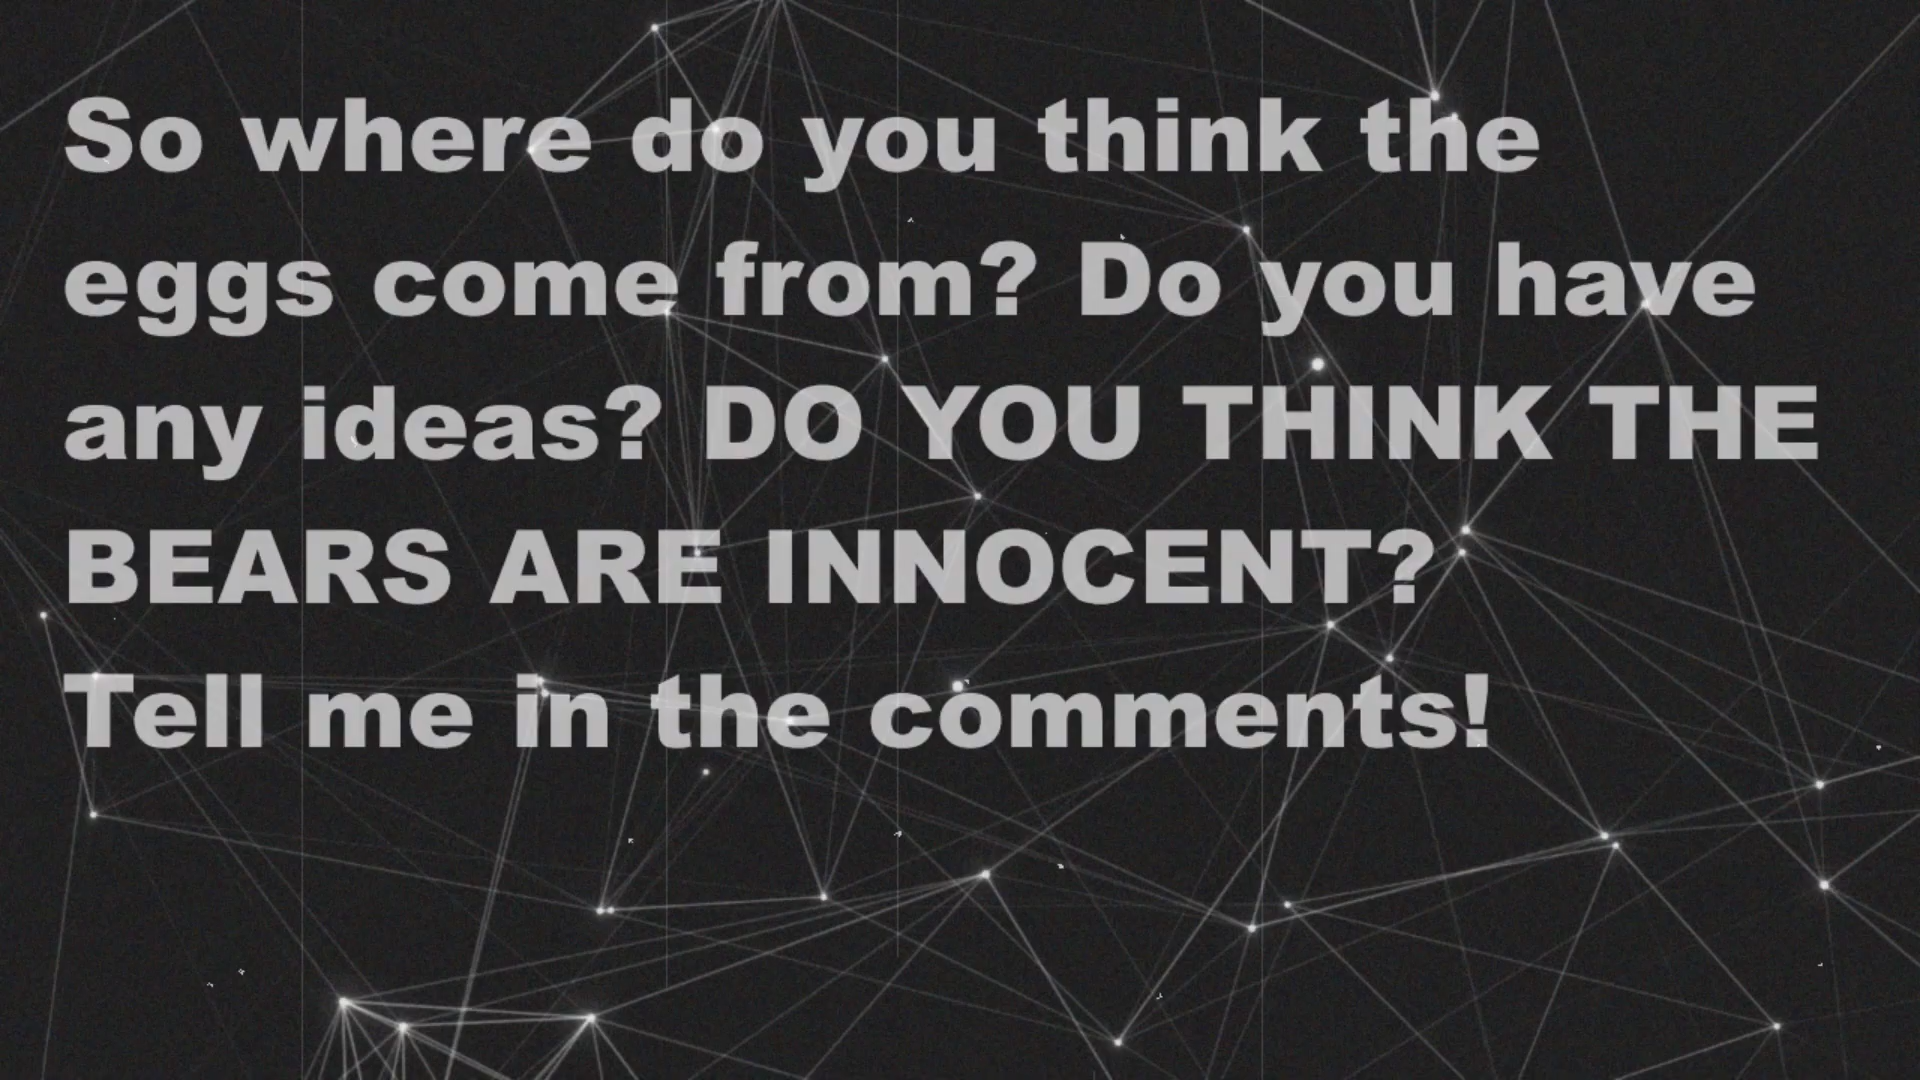 So where do you think the
eggs come from? Do you have
any ideas? DO YOU THINK THE
BEARS ARE INNOCENT?
Tell me in the comments!